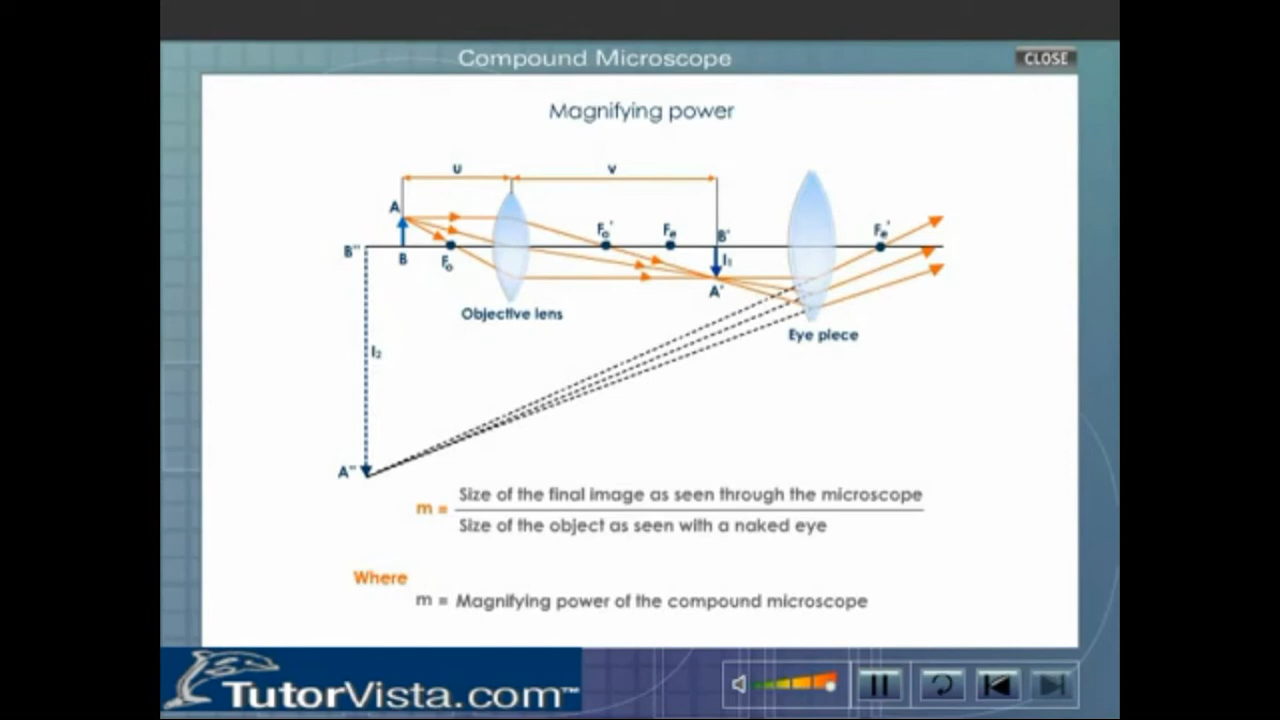 Compound Microscope
CLOSE
Magnifying power
u
v
A
Fo'
Fe
B'
Fe'
B"
B
Fo
I₁
A'
Objective lens
Eye piece
I₂
A"
m = Size of the final image as seen through the microscope
Size of the object as seen with a naked eye
Where
m = Magnifying power of the compound microscope
TutorVista.com™